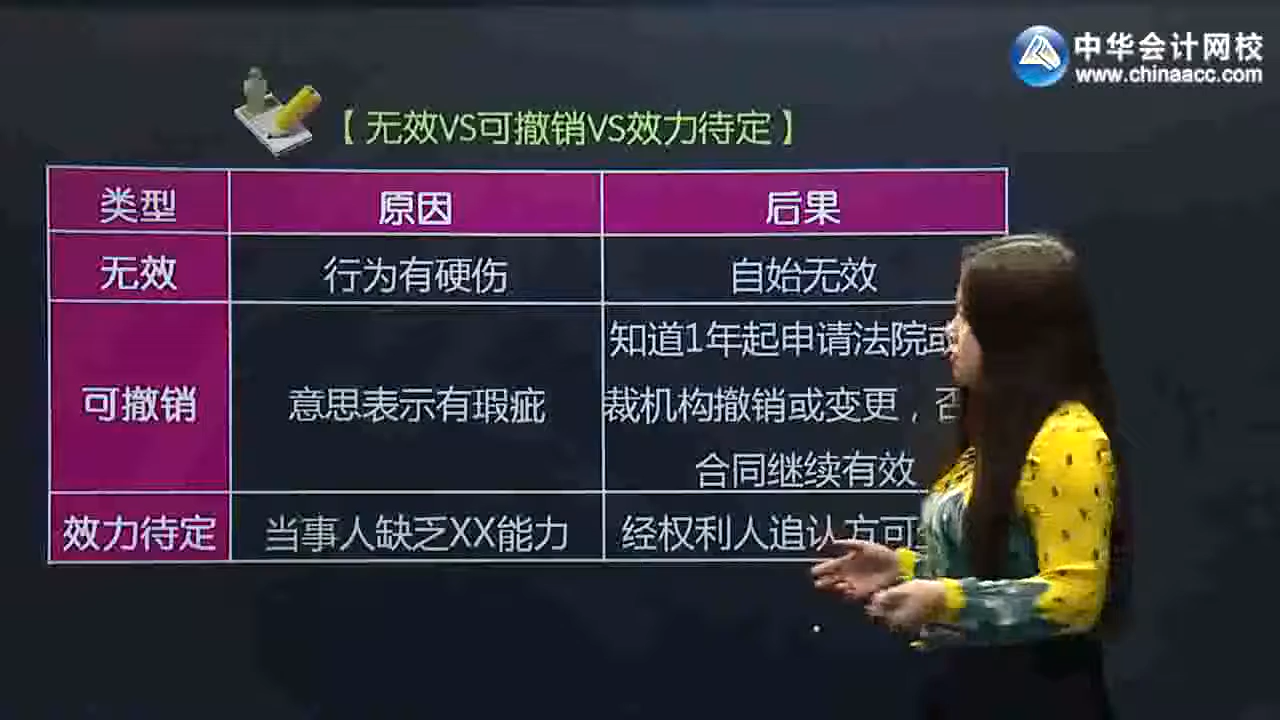 中华会计网校
www.chinaacc.com
【无效VS可撤销VS效力待定】
类型
原因
后果
无效
行为有硬伤
自始无效
可撤销
意思表示有瑕疵
知道1年起申请法院或
裁机构撤销或变更，否
合同继续有效
效力待定
当事人缺乏XX能力
经权利人追认方可